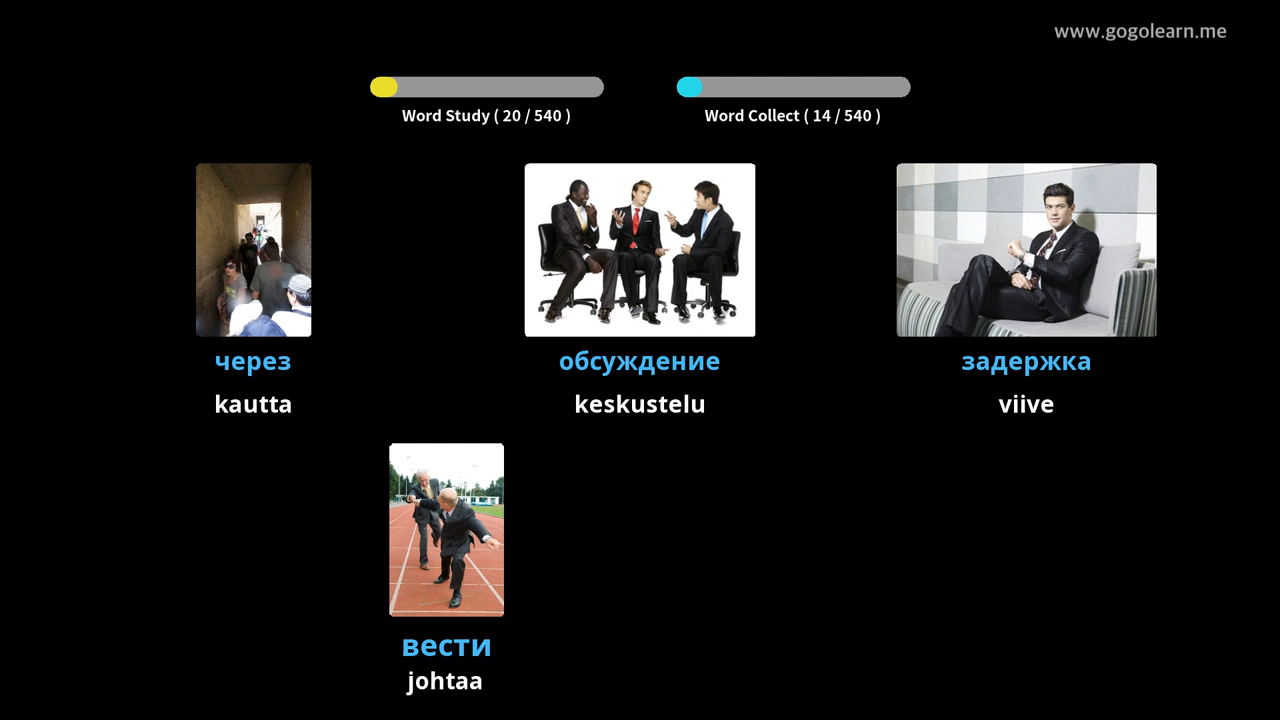 www.gogolearn.me
Word Study ( 20 / 540 )
Word Collect ( 14 / 540 )
через
обсуждение
задержка
kautta
keskustelu
viive
вести
johtaa